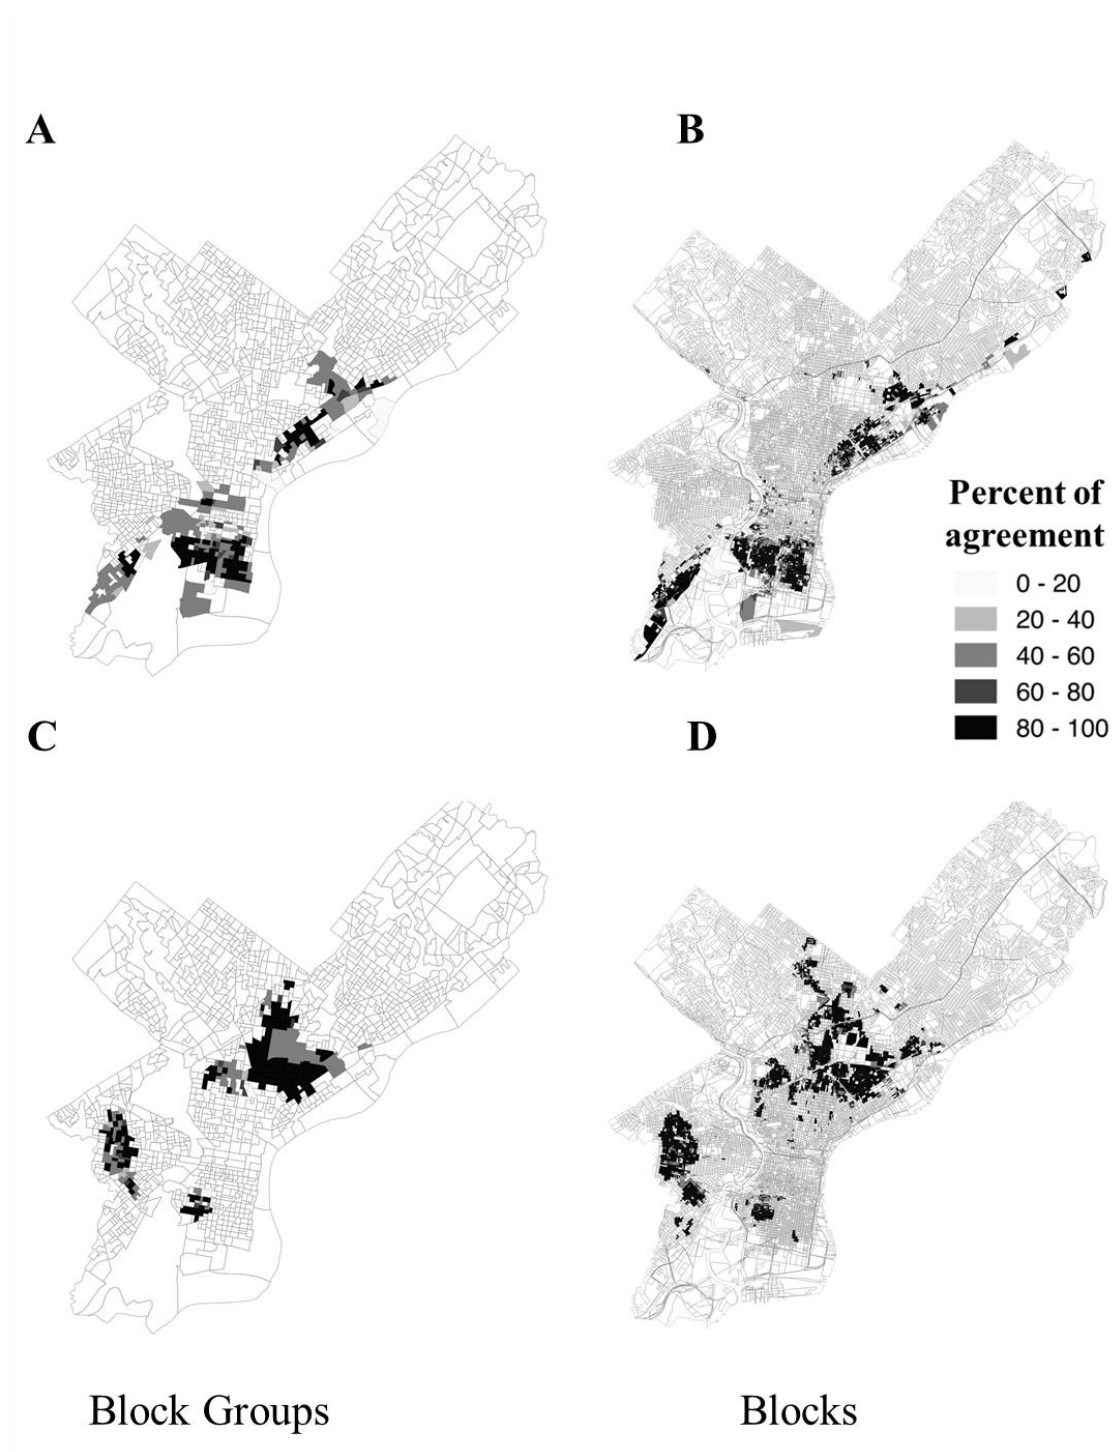 A
B
Percent of
agreement
0 - 20
20 - 40
40 - 60
60 - 80
80 - 100
C
D
Block Groups
Blocks